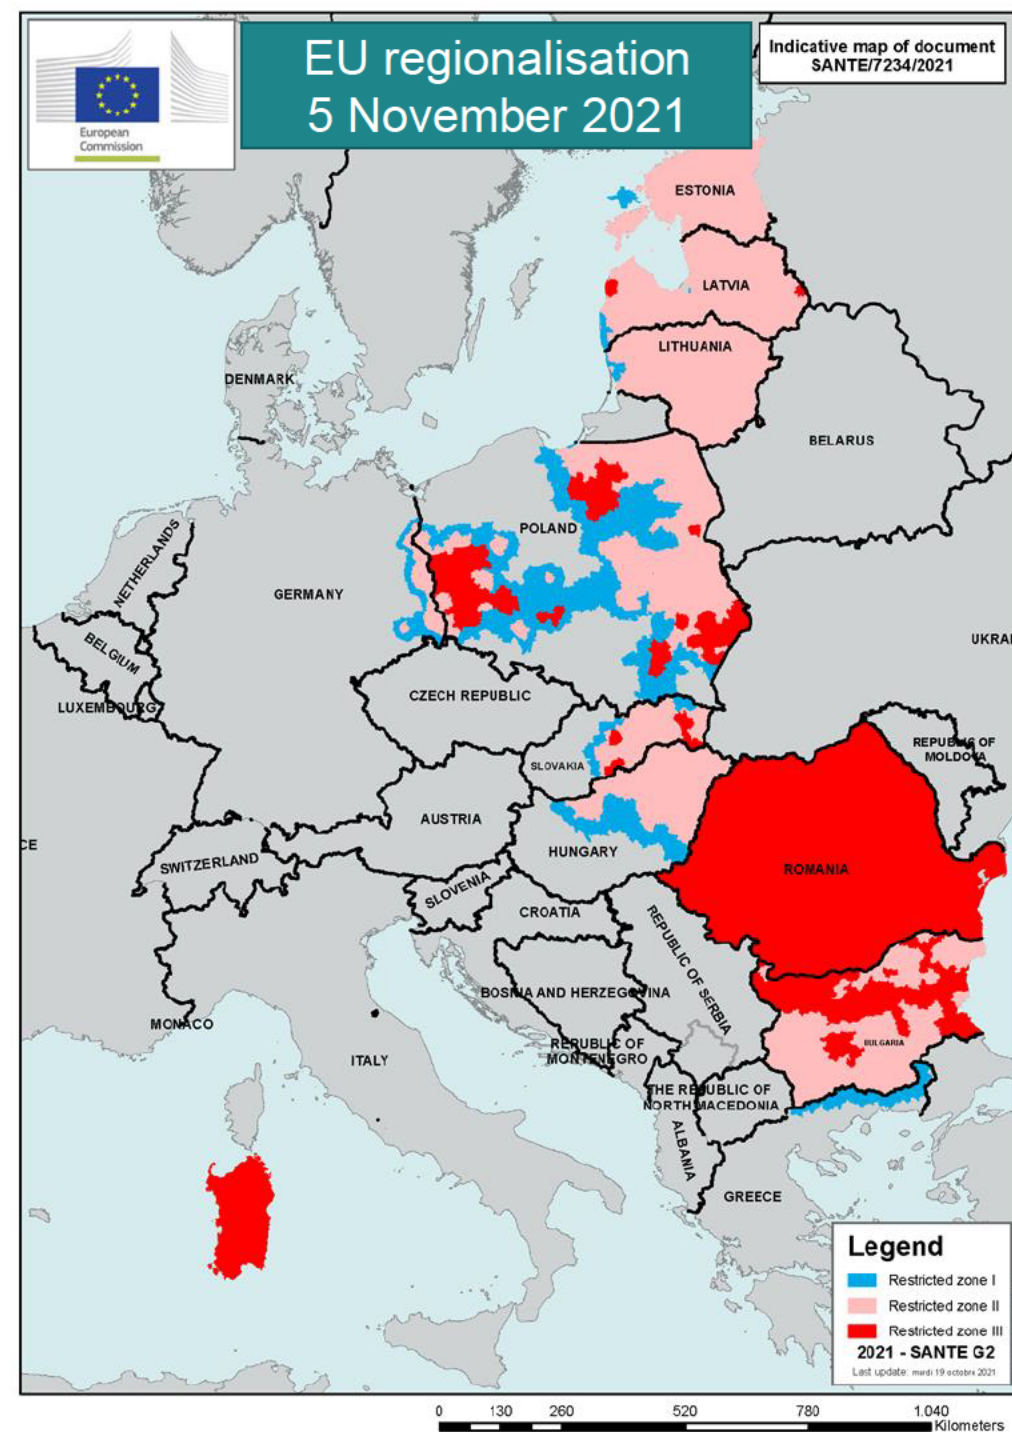 EU regionalisation
5 November 2021
Indicative map of document
SANTE/7234/2021
European
Commission
ESTONIA
LATVIA
LITHUANIA
DENMARK
BELARUS
POLAND
NETHERLANDS
GERMANY
BELGIUM
UKRAI
LUXEMBOURG
CZECH REPUBLIC
REPUBLIC OF
MOLDOVA
SLOVAKIA
AUSTRIA
CE
HUNGARY
SWITZERLAND
ROMANIA
SLOVENIA
CROATIA
REPUBLIC OF SERBIA
BOSNIA AND HERZEGOVINA
MONACO
ITALY
REPUBLIC OF
MONTENEGRO
BULGARIA
THE REPUBLIC OF
NORTH MACEDONIA
ALBANIA
GREECE
Legend
Restricted zone I
Restricted zone II
Restricted zone III
2021 - SANTE G2
Last update: mardi 19 octobre 2021
0 130 260 520 780 1.040
Kilometers